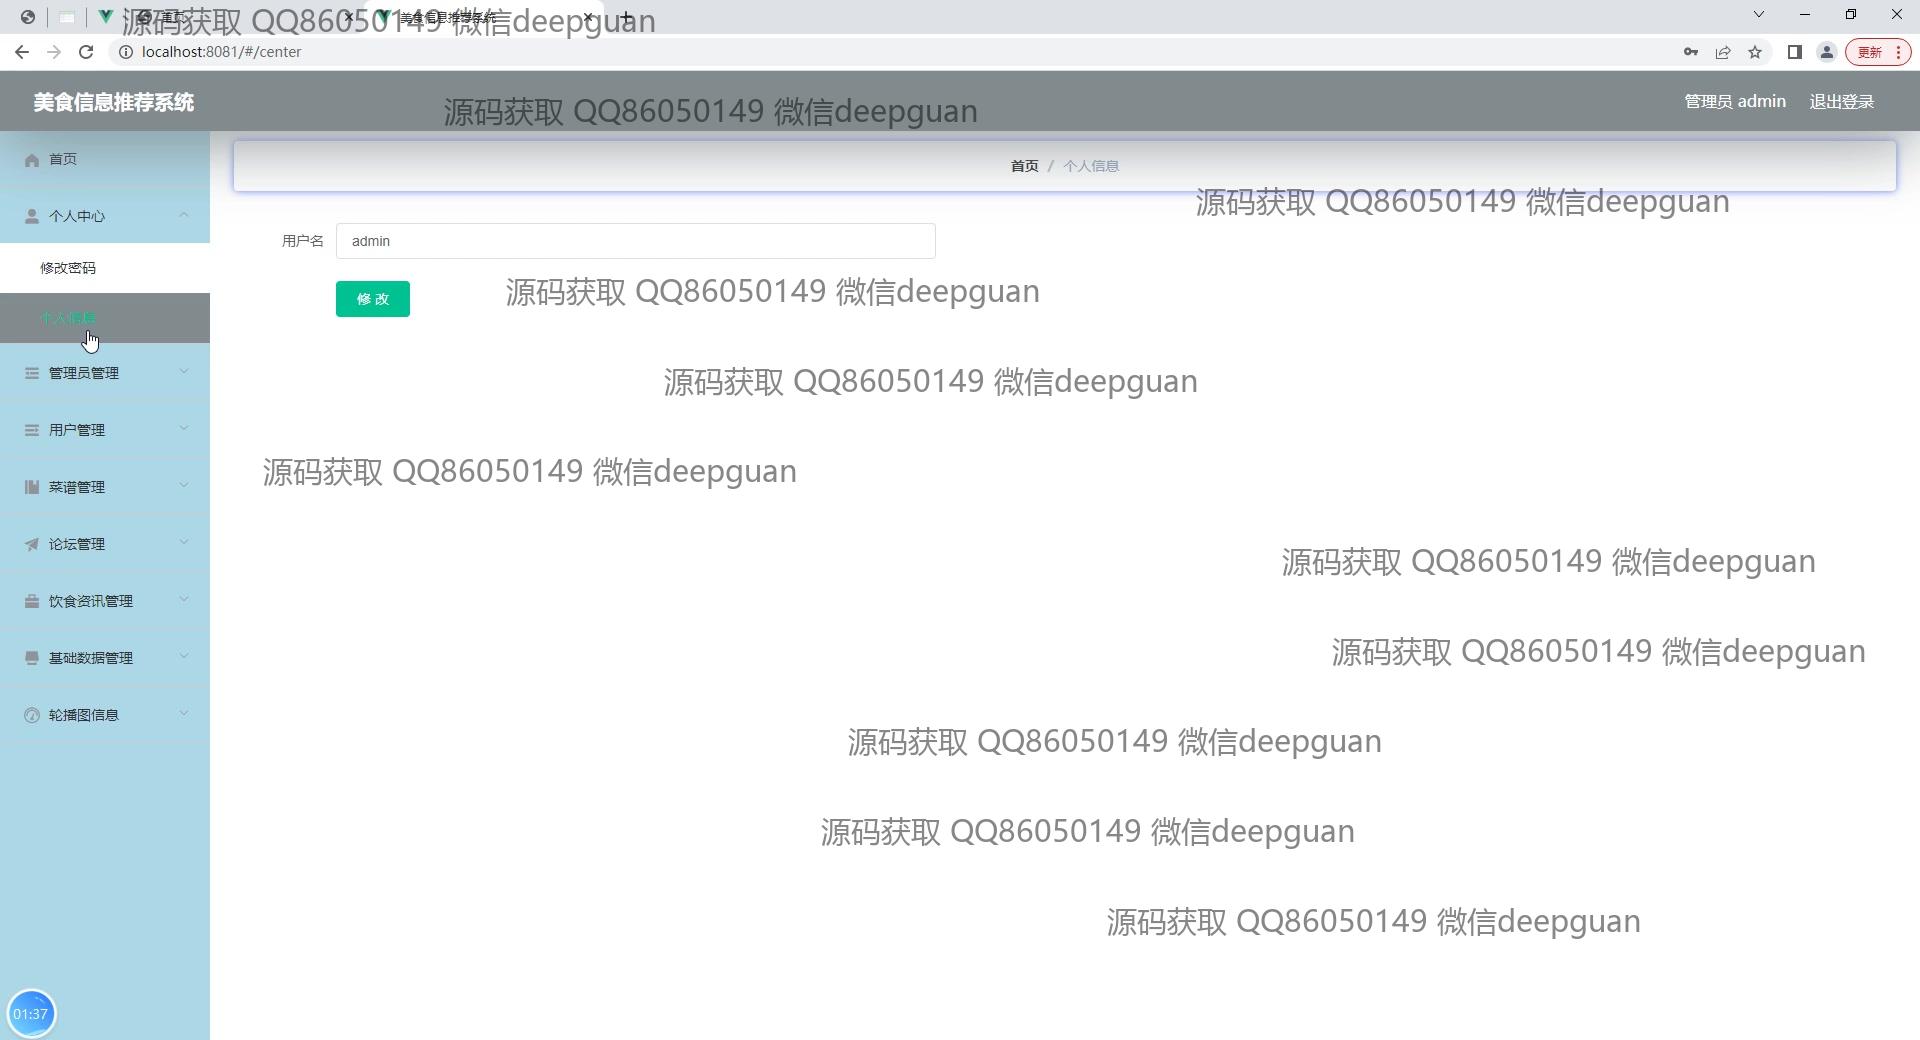 首页
美食信息推荐系统
源码获取 QQ86050149 微信deepguan
localhost:8081/#/center
更新
美食信息推荐系统
源码获取 QQ86050149 微信deepguan
管理员 admin
退出登录
首页
首页 / 个人信息
个人中心
源码获取 QQ86050149 微信deepguan
用户名
admin
修改密码
修 改
源码获取 QQ86050149 微信deepguan
个人信息
管理员管理
源码获取 QQ86050149 微信deepguan
用户管理
源码获取 QQ86050149 微信deepguan
菜谱管理
论坛管理
源码获取 QQ86050149 微信deepguan
饮食资讯管理
源码获取 QQ86050149 微信deepguan
基础数据管理
轮播图信息
源码获取 QQ86050149 微信deepguan
源码获取 QQ86050149 微信deepguan
源码获取 QQ86050149 微信deepguan
01:37